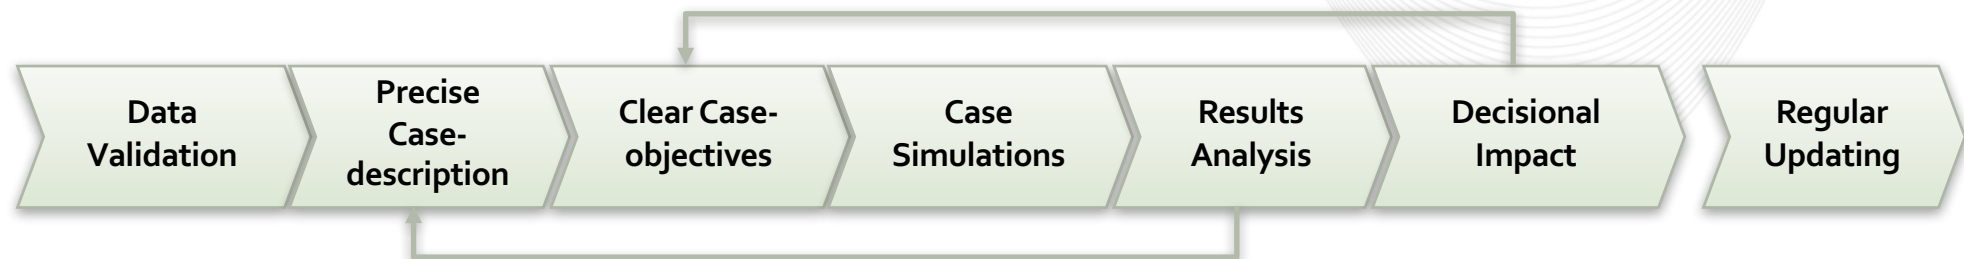 Data
Validation
Precise
Case-
description
Clear Case-
objectives
Case
Simulations
Results
Analysis
Decisional
Impact
Regular
Updating